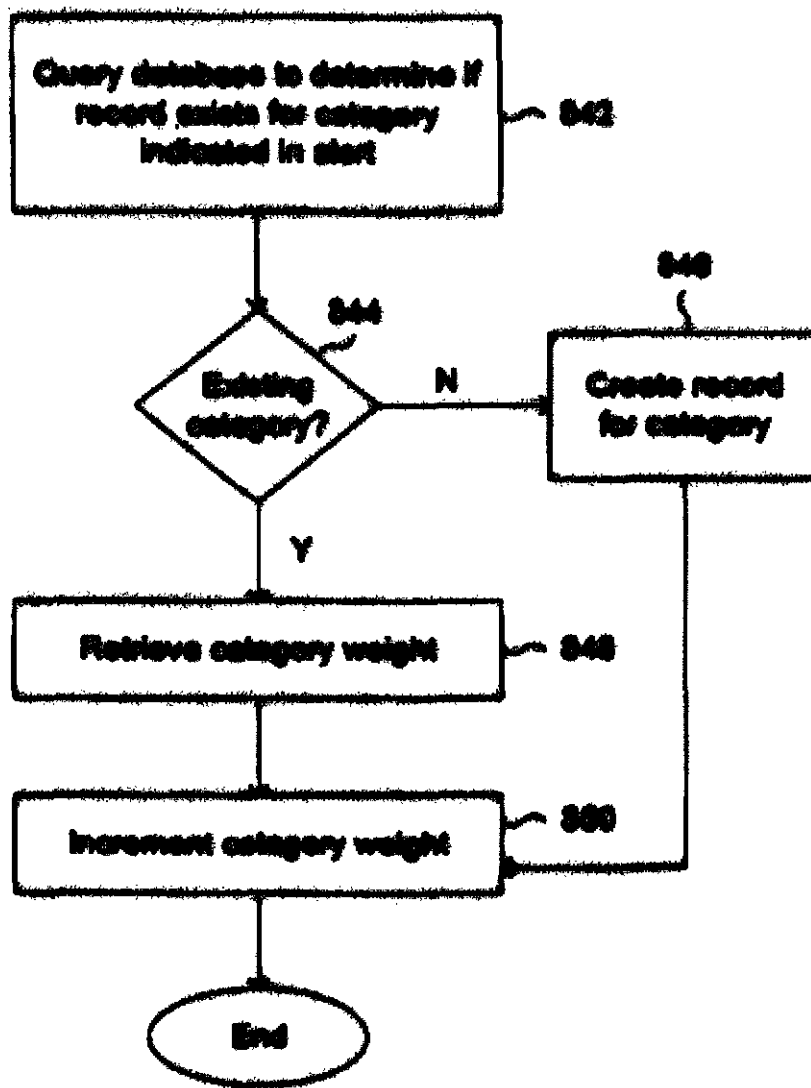 Query database to determine if
record exists for category
indicated in
842
844
846
Existing
category?
N
Create record
for category
Y
Retrieve category weight
848
Increment category weight
850
End